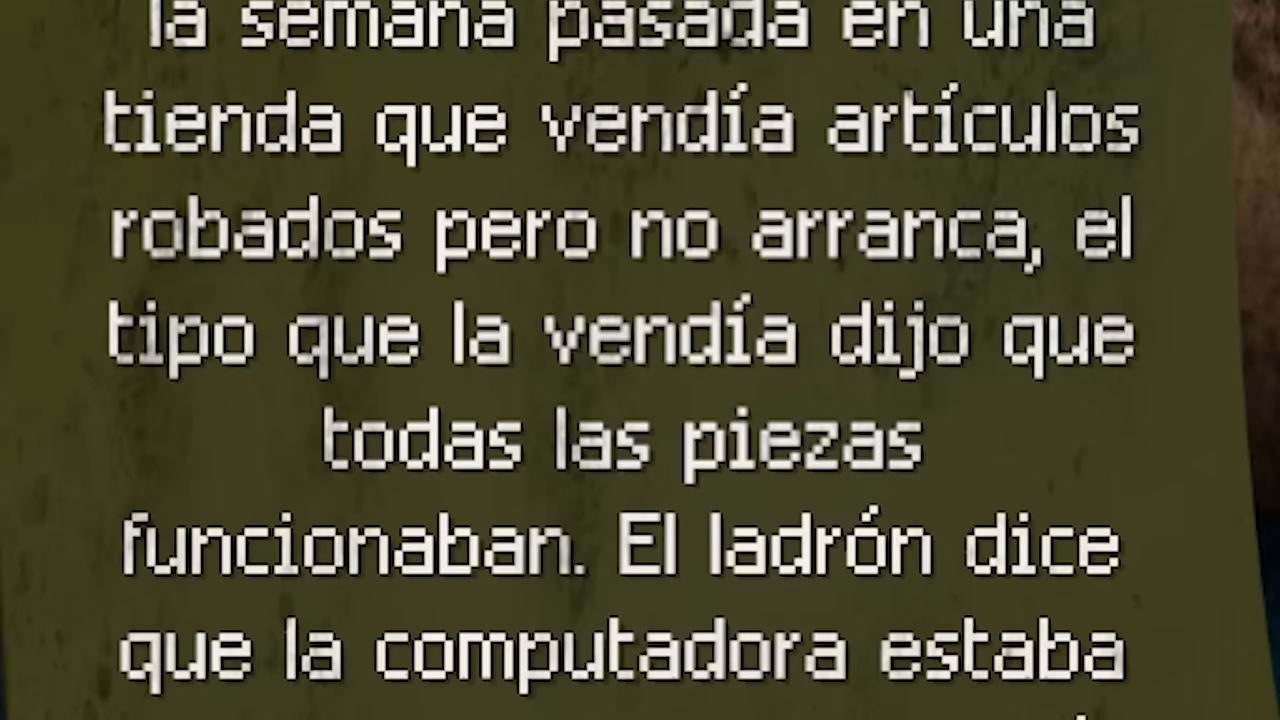 la semana pasada en una
tienda que vendía artículos
robados pero no arranca, el
tipo que la vendía dijo que
todas las piezas
funcionaban. El ladrón dice
que la computadora estaba